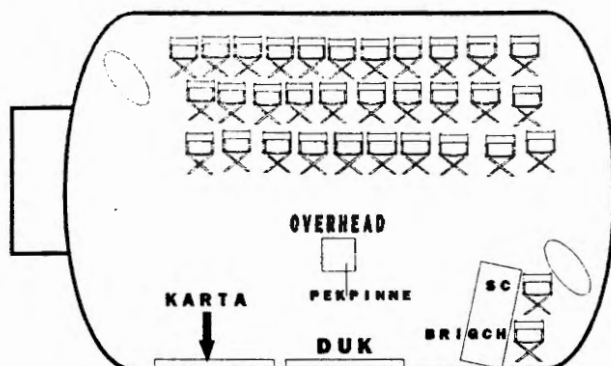 OVERHEAD
PEKPINNE
SC
KARTA
BRIGCH
DUK